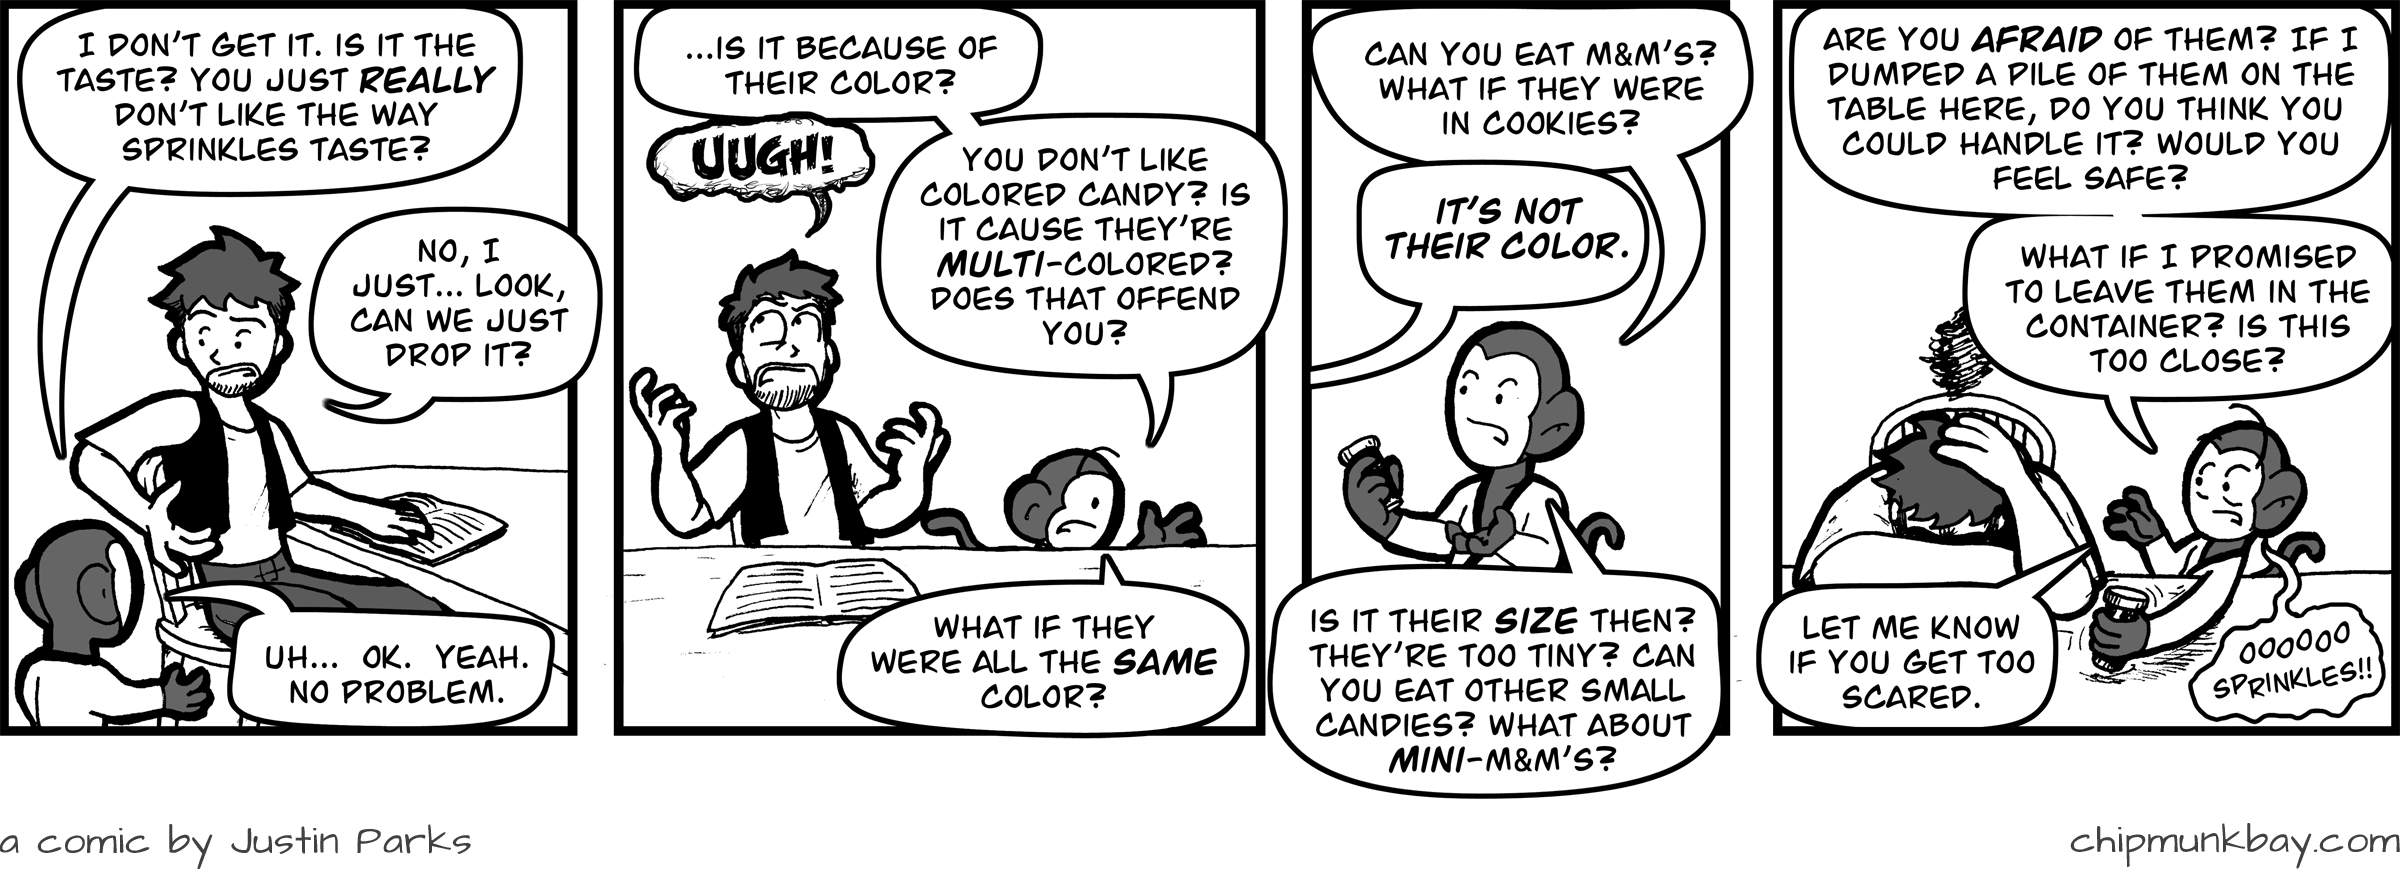 I DON'T GET IT. IS IT THE
TASTE? YOU JUST REALLY
DON'T LIKE THE WAY
SPRINKLES TASTE?
NO, I
JUST... LOOK,
CAN WE JUST
DROP IT?
UH... OK. YEAH.
NO PROBLEM.
...IS IT BECAUSE OF
THEIR COLOR?
UUGH!
YOU DON'T LIKE
COLORED CANDY? IS
IT CAUSE THEY'RE
MULTI-COLORED?
DOES THAT OFFEND
YOU?
WHAT IF THEY
WERE ALL THE SAME
COLOR?
CAN YOU EAT M&M'S?
WHAT IF THEY WERE
IN COOKIES?
IT'S NOT
THEIR COLOR.
IS IT THEIR SIZE THEN?
THEY'RE TOO TINY? CAN
YOU EAT OTHER SMALL
CANDIES? WHAT ABOUT
MINI-M&M'S?
ARE YOU AFRAID OF THEM? IF I
DUMPED A PILE OF THEM ON THE
TABLE HERE, DO YOU THINK YOU
COULD HANDLE IT? WOULD YOU
FEEL SAFE?
WHAT IF I PROMISED
TO LEAVE THEM IN THE
CONTAINER? IS THIS
TOO CLOSE?
LET ME KNOW
IF YOU GET TOO
SCARED.
OOOOOO
SPRINKLES!!
a comic by Justin Parks
chipmunkbay.com